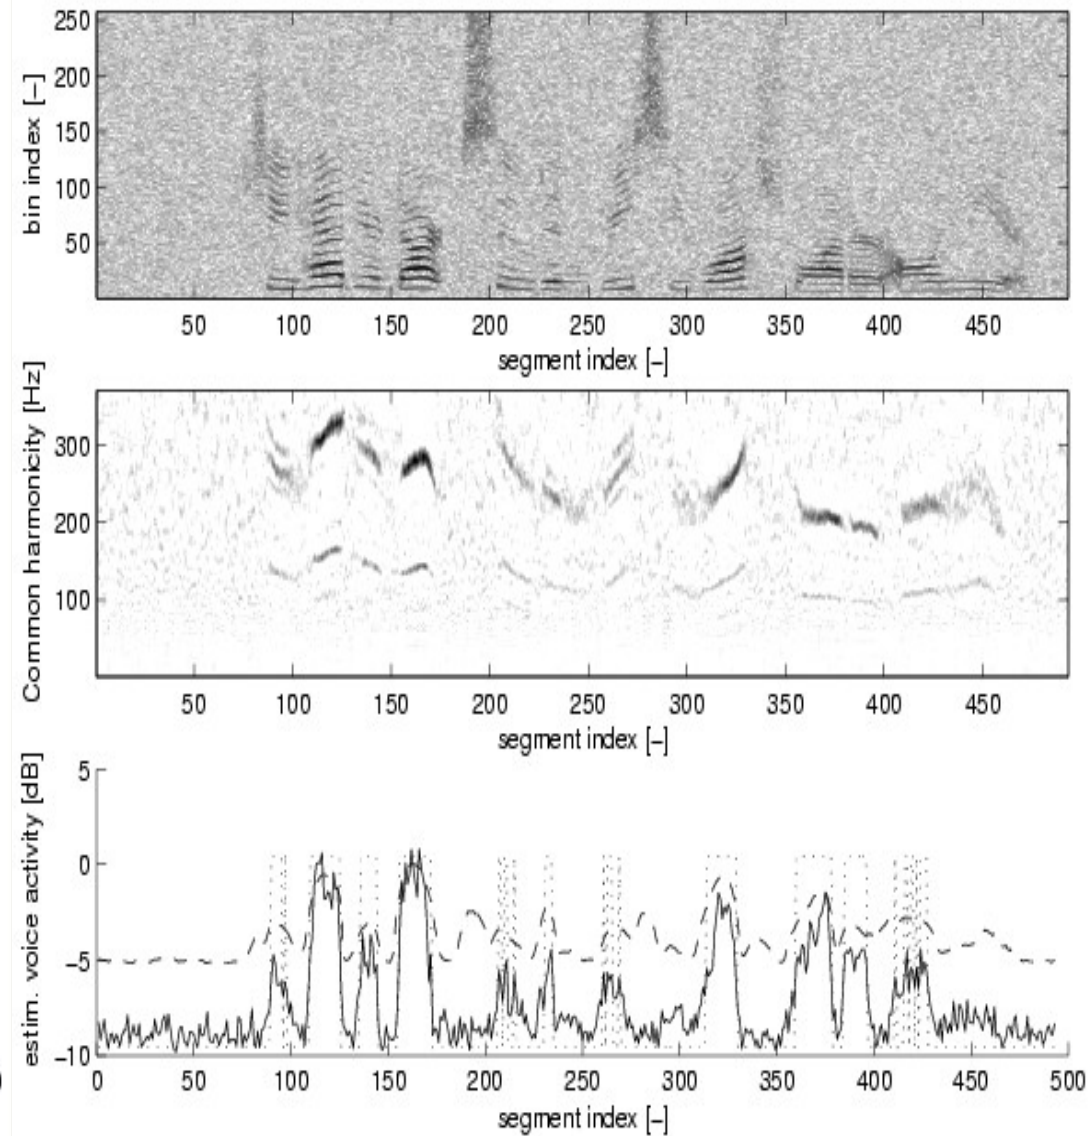 250
200
150
100
50
bin index [–]
50 100 150 200 250 300 350 400 450
segment index [–]
300
200
100
Common harmonicity [Hz]
50 100 150 200 250 300 350 400 450
segment index [–]
5
0
−5
−10
estim. voice activity [dB]
0 50 100 150 200 250 300 350 400 450 500
segment index [–]